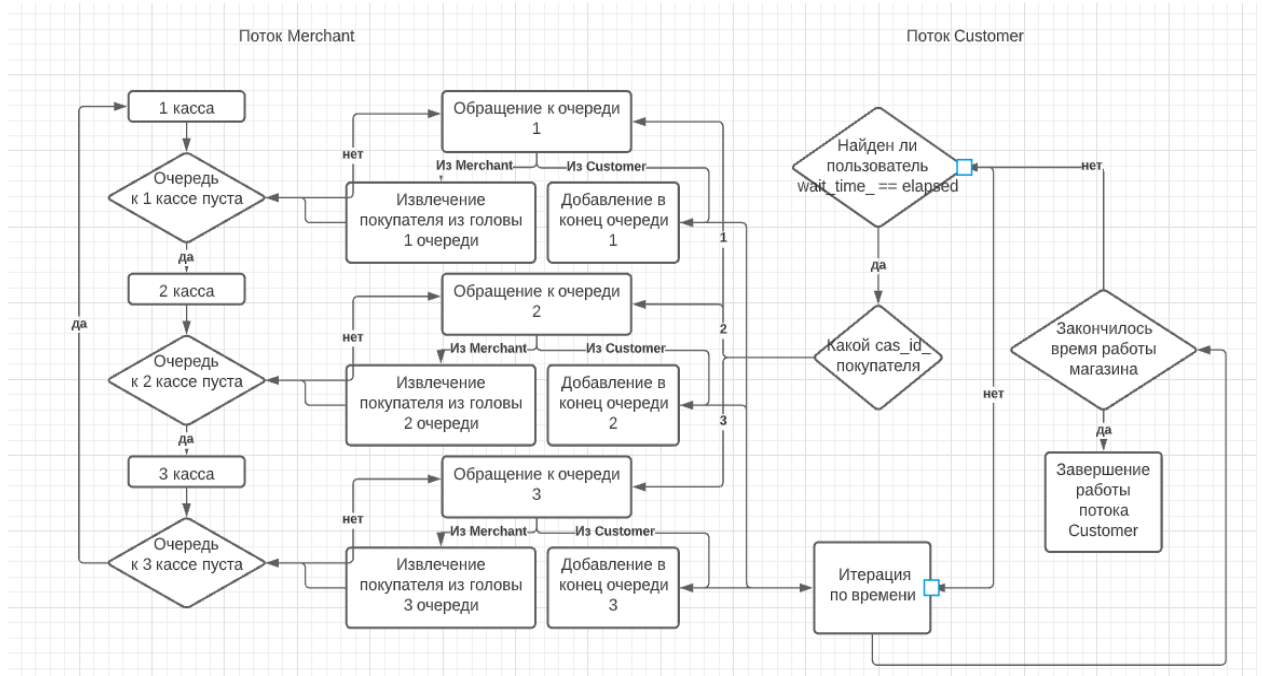 Поток Merchant
Поток Customer
1 касса
Очередь
к 1 кассе пуста
да
2 касса
Очередь
к 2 кассе пуста
да
3 касса
Очередь
к 3 кассе пуста
да
нет
Обращение к очереди
1
Из Merchant
Из Customer
Извлечение
покупателя из головы
1 очереди
Добавление в
конец очереди
1
1
нет
Обращение к очереди
2
Из Merchant
Из Customer
Извлечение
покупателя из головы
2 очереди
Добавление в
конец очереди
2
2
нет
Обращение к очереди
3
Из Merchant
Из Customer
Извлечение
покупателя из головы
3 очереди
Добавление в
конец очереди
3
3
Найден ли
пользователь
wait_time_ == elapsed
да
Какой cas_id_
покупателя
нет
нет
Итерация
по времени
Закончилось
время работы
магазина
да
Завершение
работы
потока
Customer